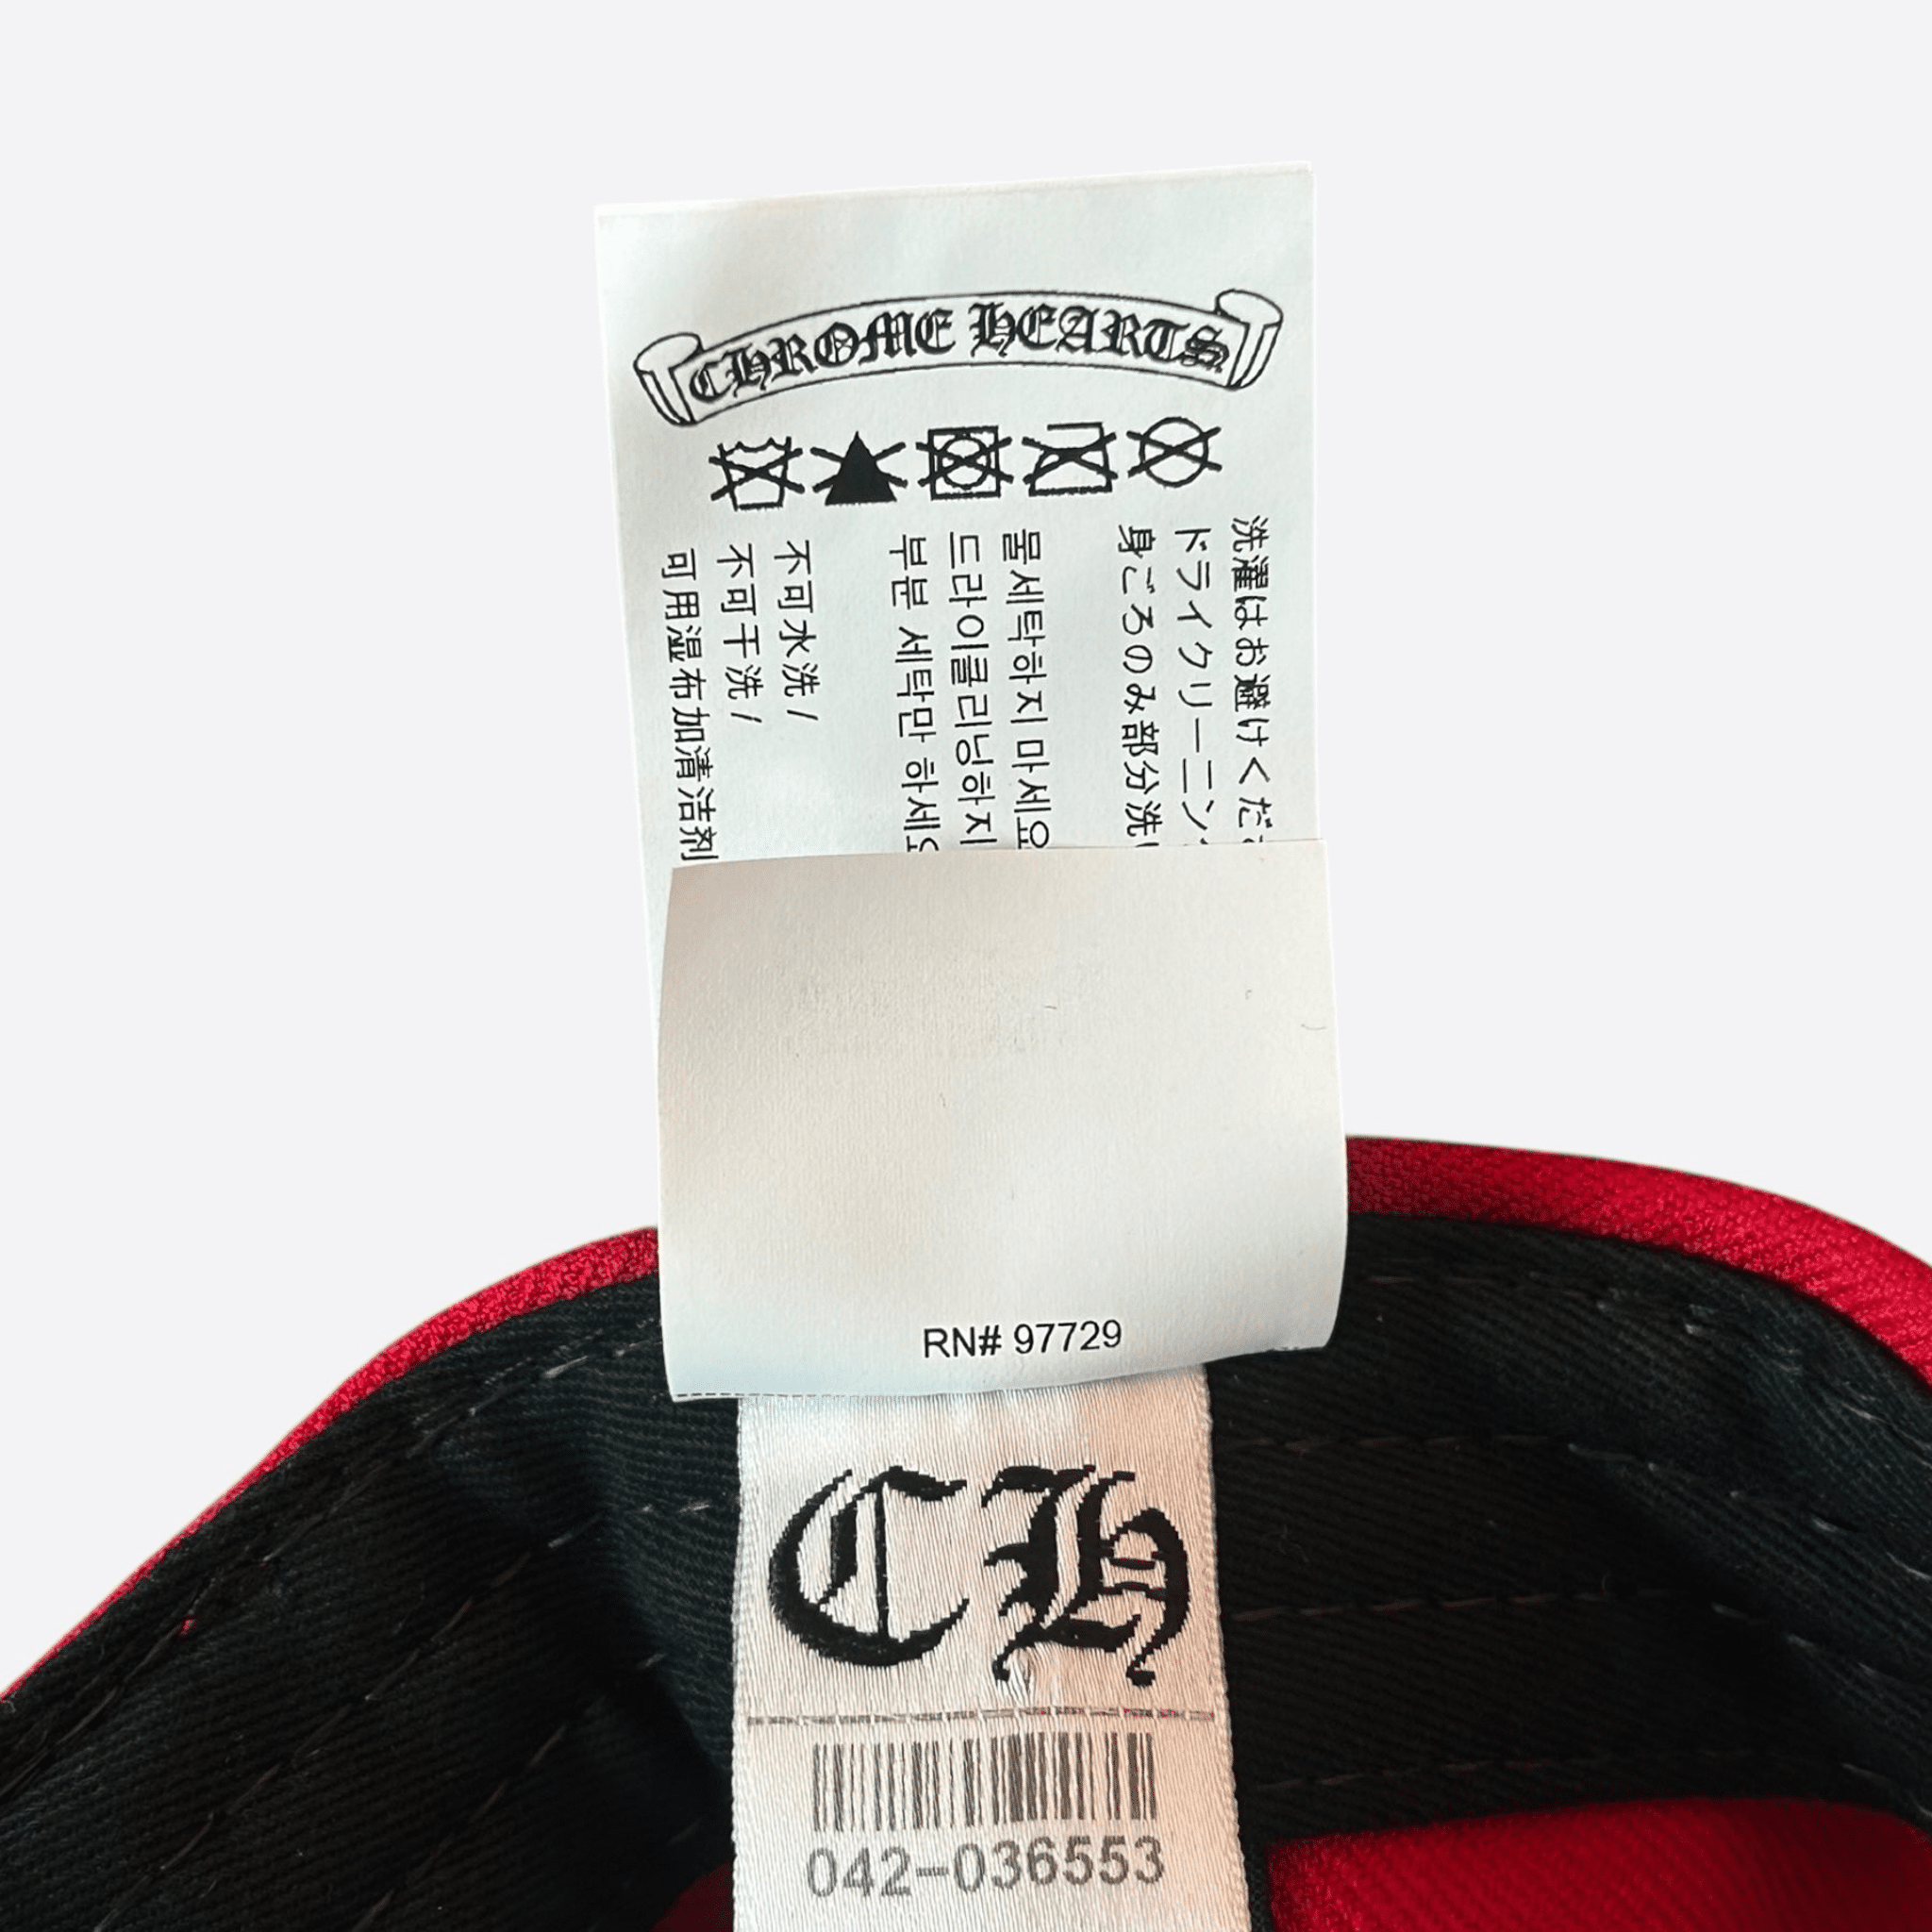 CHROME HEARTS
洗濯はお避けくだ
ドライクリーニン
身ごろのみ部分洗
물세탁하지 마세요
드라이클리닝하지
부분 세탁만 하세요
不可水洗/
不可干洗/
可用湿布加清洁剂
RN# 97729
CH
042-036553